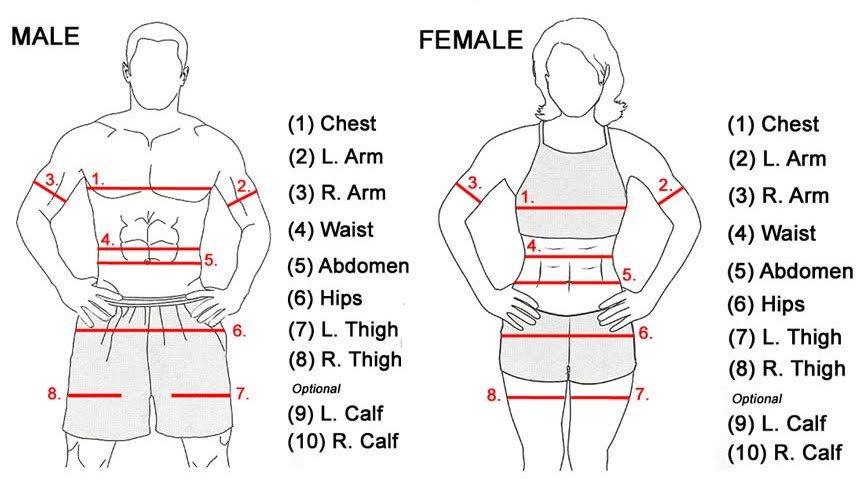 MALE
(1) Chest
(2) L. Arm
(3) R. Arm
(4) Waist
(5) Abdomen
(6) Hips
(7) L. Thigh
(8) R. Thigh
Optional
(9) L. Calf
(10) R. Calf
3.
1.
2.
4.
5.
6.
8.
7.
FEMALE
(1) Chest
(2) L. Arm
(3) R. Arm
(4) Waist
(5) Abdomen
(6) Hips
(7) L. Thigh
(8) R. Thigh
Optional
(9) L. Calf
(10) R. Calf
3.
2.
1.
4.
5.
6.
8.
7.